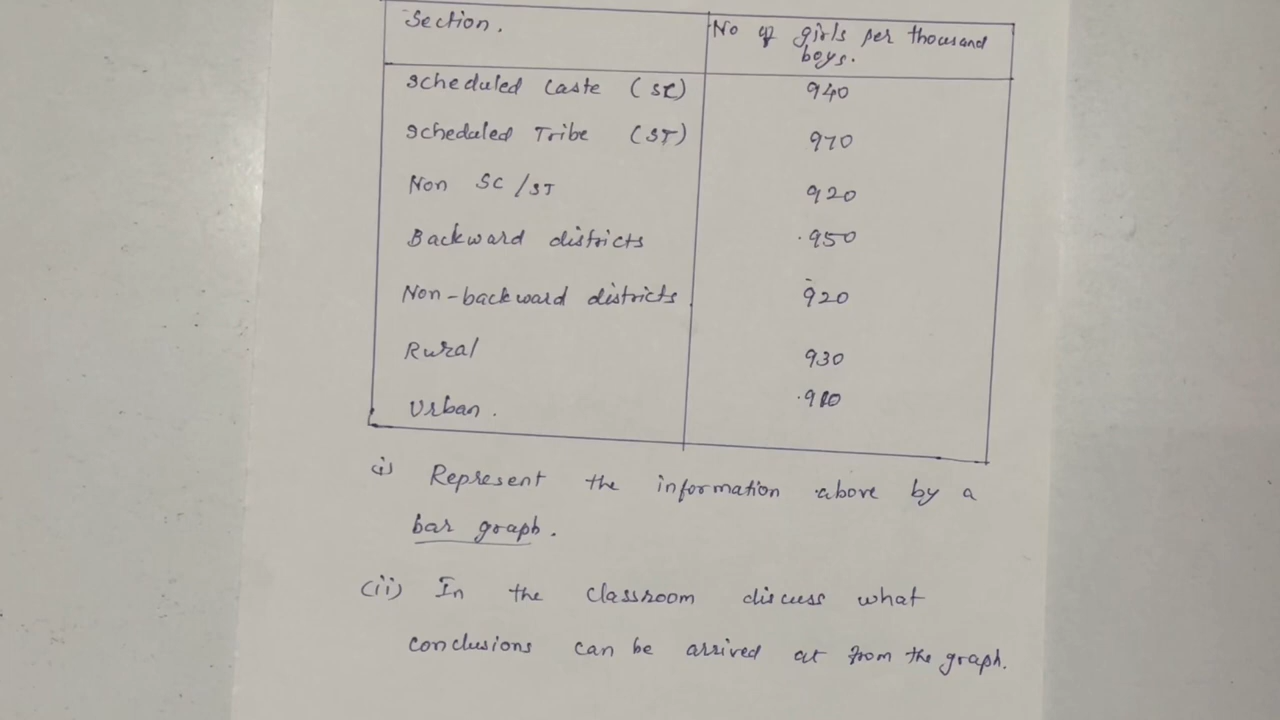 Section. No of girls per thousand
boys.
Scheduled Caste (SC) 940
Scheduled Tribe (ST) 970
Non SC/ST 920
Backward districts 950
Non-backward districts 920
Rural 930
Urban. 910
i) Represent the information above by a
bar graph.
(ii) In the classroom discuss what
conclusions can be arrived at from the graph.